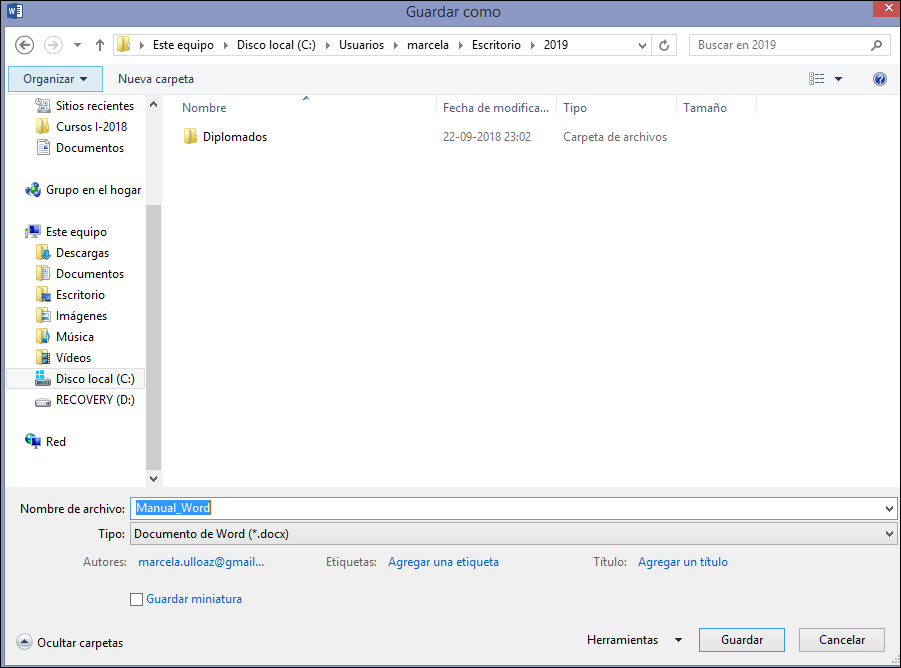 Guardar como
Este equipo Disco local (C:) Usuarios marcela Escritorio 2019 Buscar en 2019
Organizar Nueva carpeta
Nombre Fecha de modifica... Tipo Tamaño
Diplomados 22-09-2018 23:02 Carpeta de archivos
Sitios recientes
Cursos I-2018
Documentos
Grupo en el hogar
Este equipo
Descargas
Documentos
Escritorio
Imágenes
Música
Vídeos
Disco local (C:)
RECOVERY (D:)
Red
Nombre de archivo: Manual_Word
Tipo: Documento de Word (*.docx)
Autores: marcela.ulloaz@gmail... Etiquetas: Agregar una etiqueta Título: Agregar un título
Guardar miniatura
Ocultar carpetas Herramientas Guardar Cancelar